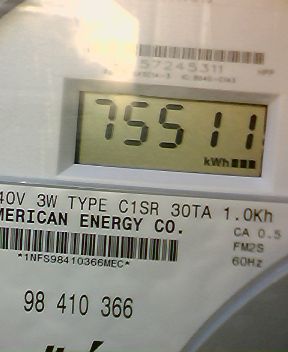 57245311
75511
kWh
40V 3W TYPE C1SR 30TA 1.0Kh
MERICAN ENERGY CO.
CA 0.5
FM2S
*1NFS98410366MEC*
60Hz
98 410 366